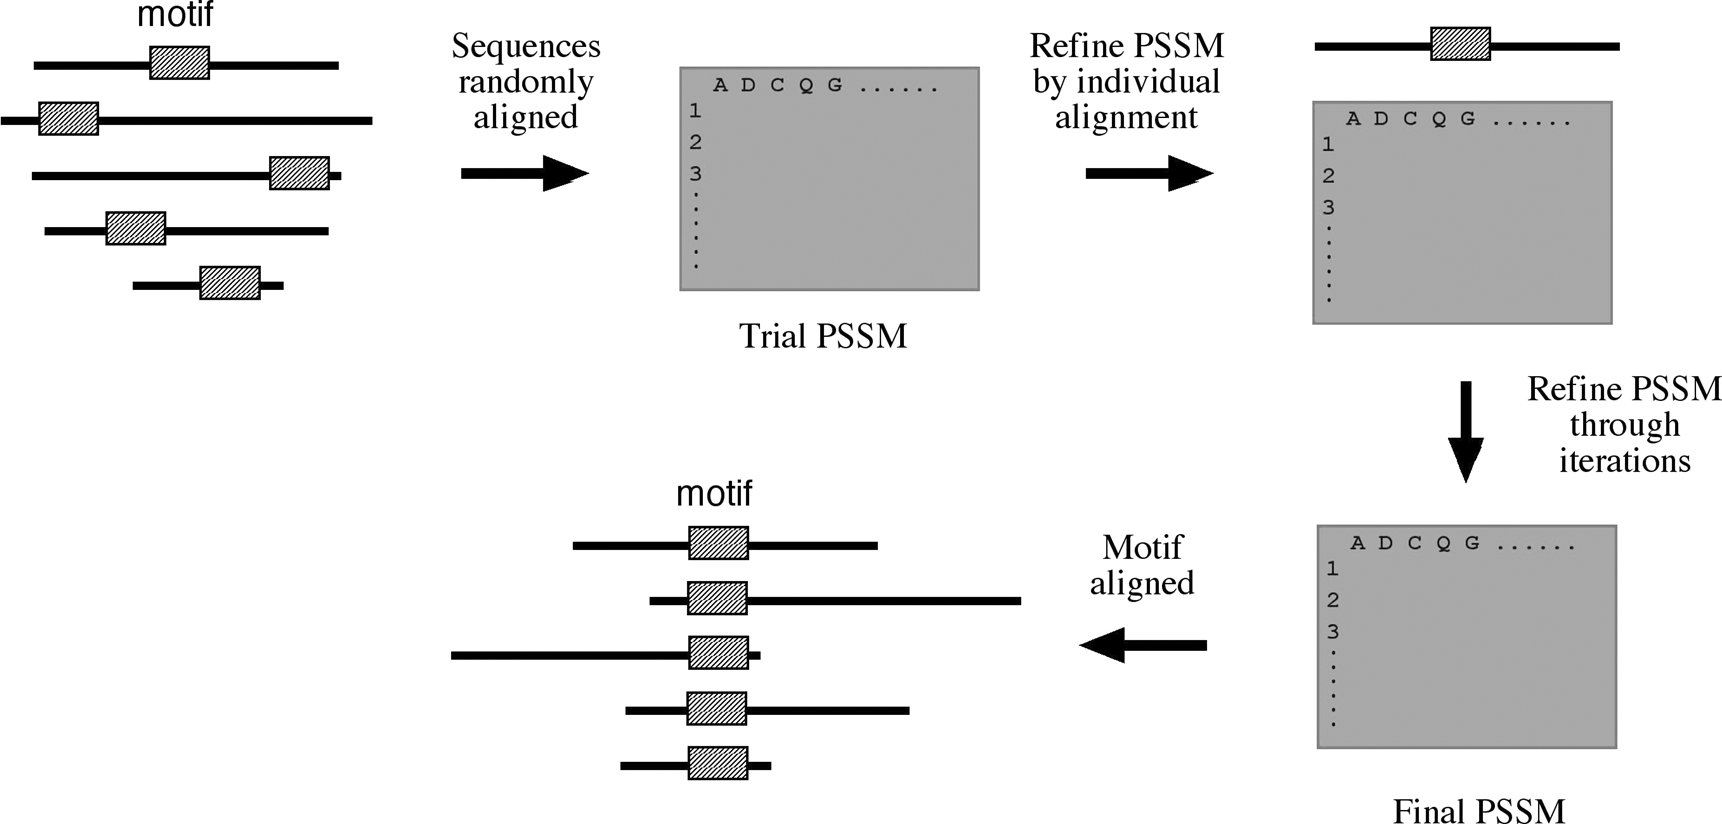 motif
Sequences
randomly
aligned
A D C Q G ......
1
2
3
.
.
.
.
.
.
Trial PSSM
Refine PSSM
by individual
alignment
A D C Q G ......
1
2
3
.
.
.
.
.
.
Refine PSSM
through
iterations
A D C Q G ......
1
2
3
.
.
.
.
.
.
Final PSSM
Motif
aligned
motif